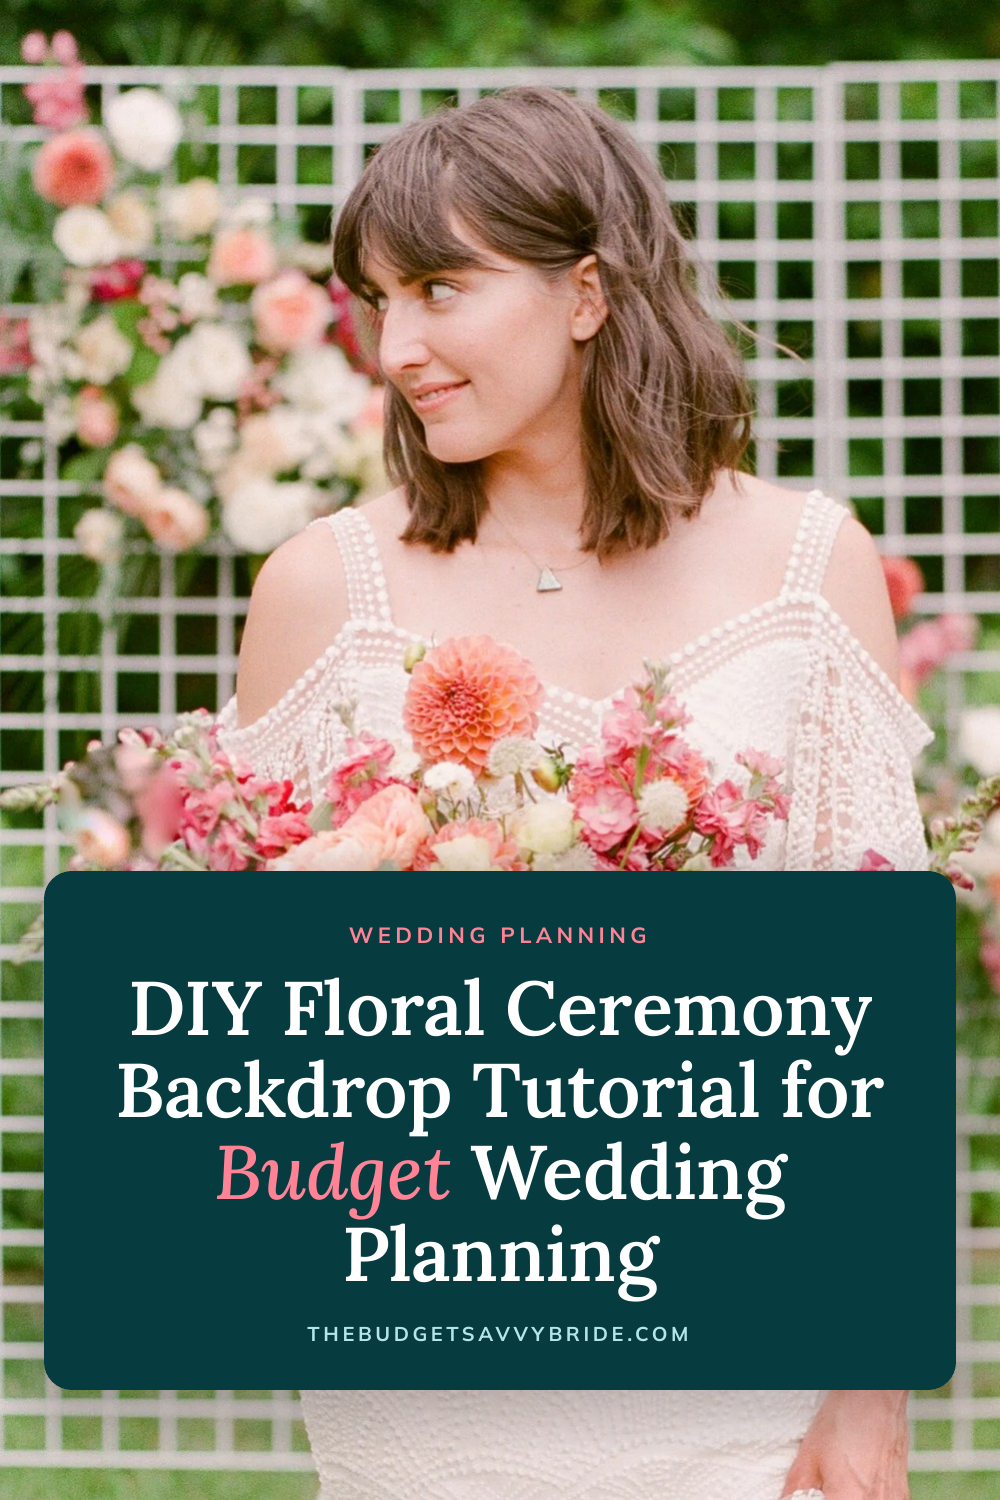 WEDDING PLANNING
DIY Floral Ceremony
Backdrop Tutorial for
Budget Wedding
Planning
THEBUDGETSAVVYBRIDE.COM